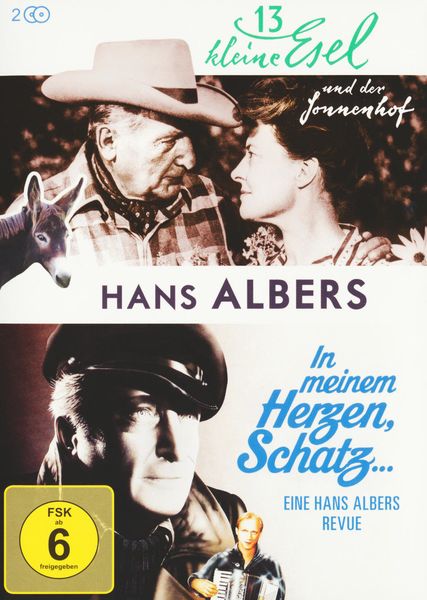 2
13
kleine Esel
und der
Sonnenhof
HANS ALBERS
In
meinem
Herzen,
Schatz...
EINE HANS ALBERS
REVUE
FSK
ab
6
freigegeben